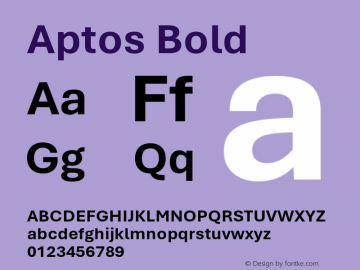 Aptos Bold
Aa Ff
Gg Qq
a
ABCDEFGHIJKLMNOPQRSTUVWXYZ
abcdefghijklmnopqrstuvwxyz
0123456789
© Design by fontke.com